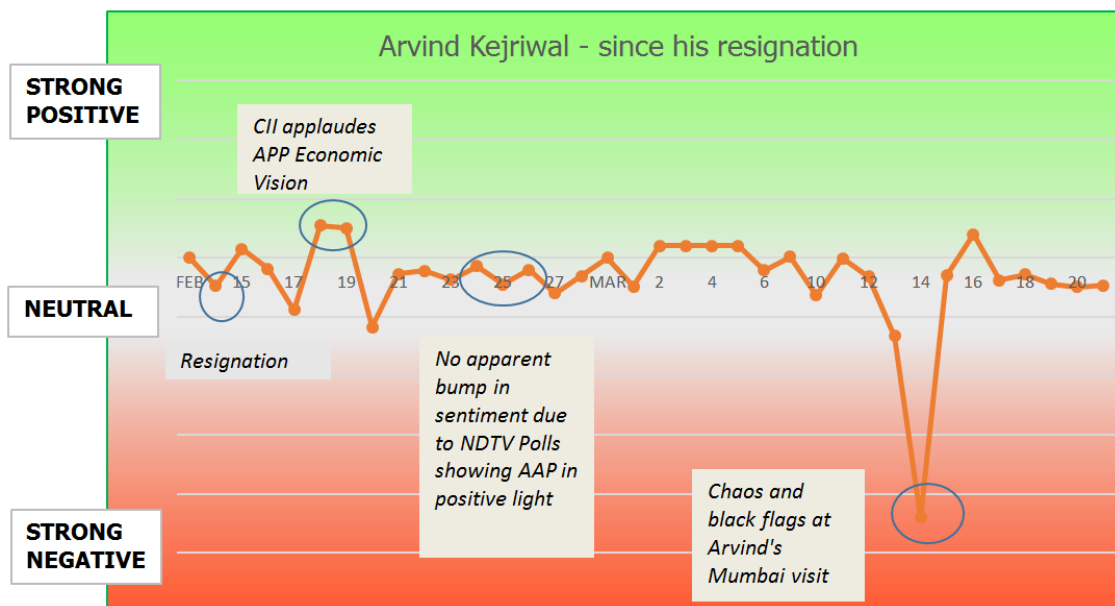 Arvind Kejriwal - since his resignation
STRONG
POSITIVE
CII applaudes
APP Economic
Vision
FEB 15 17 19 21 23 25 27 MAR 2 4 6 8 10 12 14 16 18 20
NEUTRAL
Resignation
No apparent
bump in
sentiment due
to NDTV Polls
showing AAP in
positive light
Chaos and
black flags at
Arvind's
Mumbai visit
STRONG
NEGATIVE